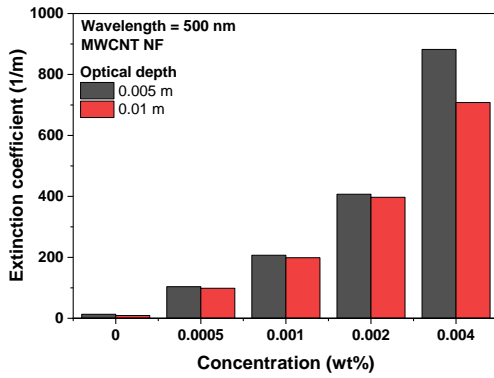 Wavelength = 500 nm
MWCNT NF
Optical depth
0.005 m
0.01 m
Extinction coefficient (1/m)
1000
800
600
400
200
0
0 0.0005 0.001 0.002 0.004
Concentration (wt%)